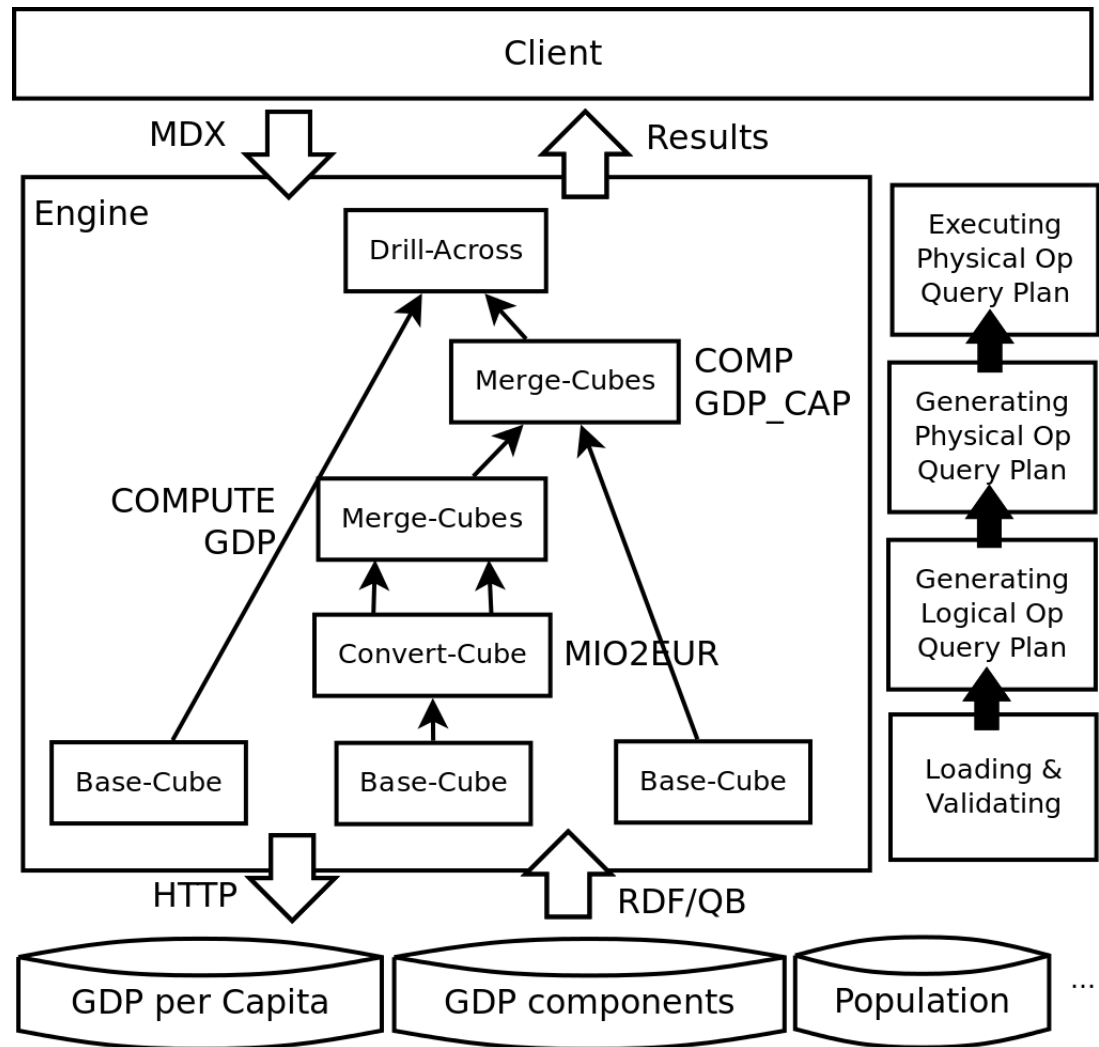 Client
MDX
Results
Engine
Drill-Across
Merge-Cubes
COMP
GDP_CAP
COMPUTE
GDP
Merge-Cubes
Convert-Cube
MIO2EUR
Base-Cube
Base-Cube
Base-Cube
Executing
Physical Op
Query Plan
Generating
Physical Op
Query Plan
Generating
Logical Op
Query Plan
Loading &
Validating
HTTP
RDF/QB
GDP per Capita
GDP components
Population
...